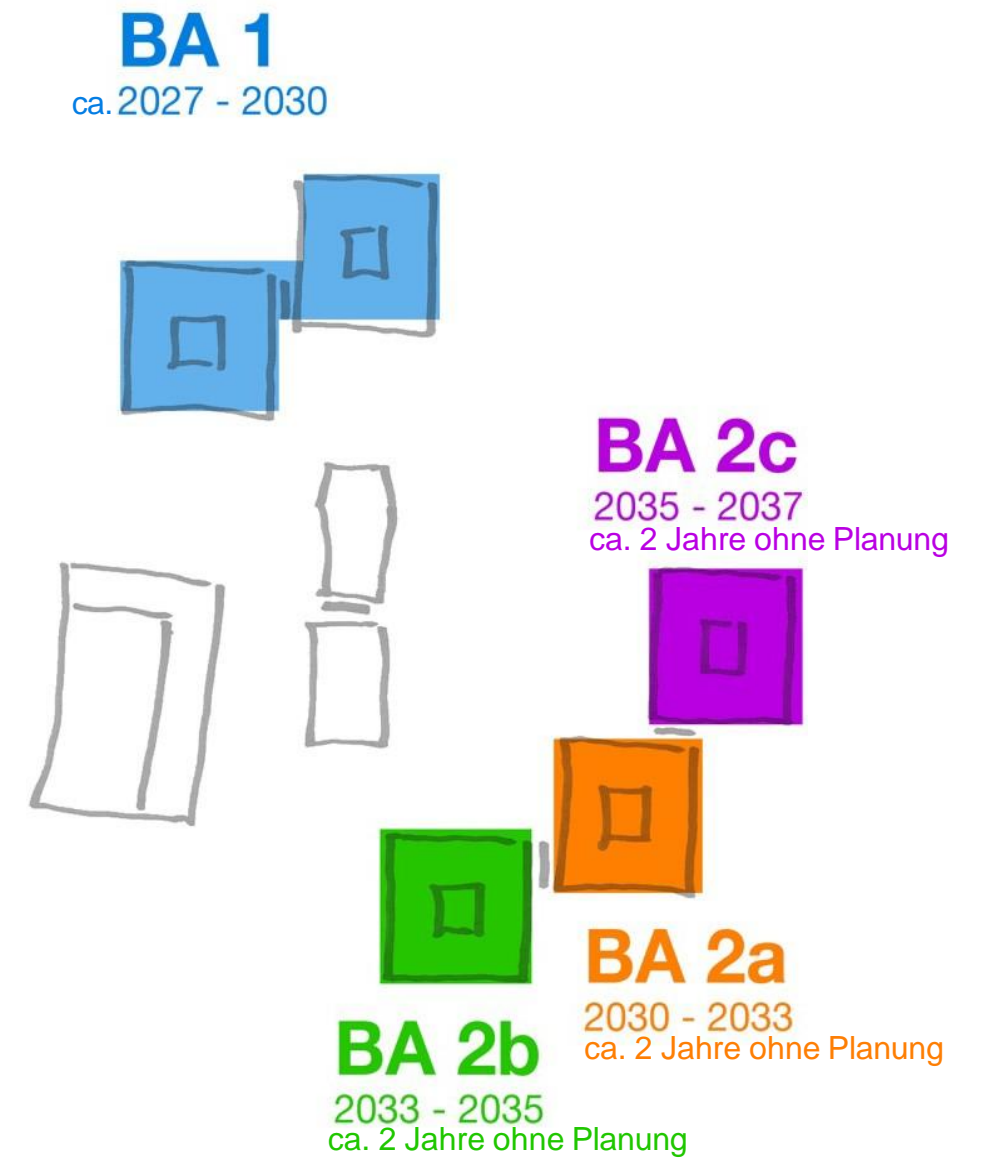 BA 1
ca. 2027 - 2030
BA 2c
2035 - 2037
ca. 2 Jahre ohne Planung
BA 2a
2030 - 2033
ca. 2 Jahre ohne Planung
BA 2b
2033 - 2035
ca. 2 Jahre ohne Planung